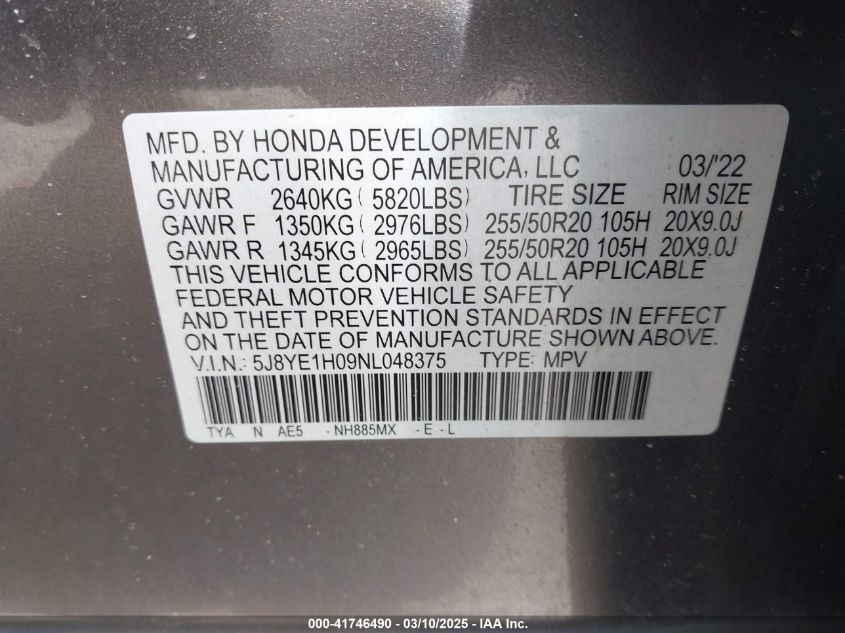 MFD. BY HONDA DEVELOPMENT &
MANUFACTURING OF AMERICA, LLC 03/'22
GVWR 2640KG ( 5820LBS) TIRE SIZE RIM SIZE
GAWR F 1350KG ( 2976LBS) 255/50R20 105H 20X9.0J
GAWR R 1345KG ( 2965LBS) 255/50R20 105H 20X9.0J
THIS VEHICLE CONFORMS TO ALL APPLICABLE
FEDERAL MOTOR VEHICLE SAFETY
AND THEFT PREVENTION STANDARDS IN EFFECT
ON THE DATE OF MANUFACTURE SHOWN ABOVE.
V.I.N.: 5J8YE1H09NL048375 TYPE: MPV
TYA N AE5 - NH885MX - E - L
000-41746490 - 03/10/2025 - IAA Inc.